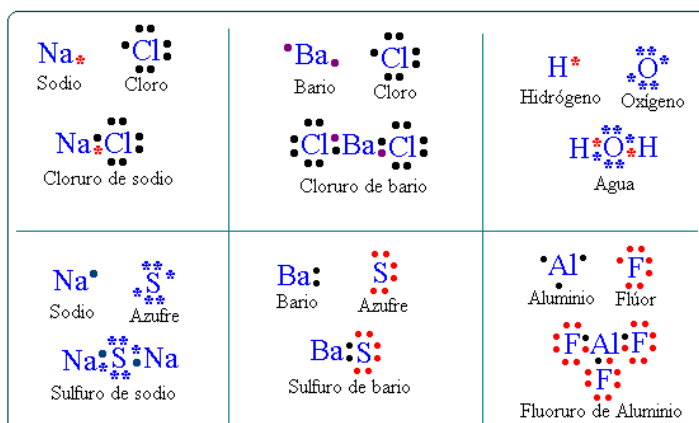 Na Cl
Sodio Cloro
Na Cl
Cloruro de sodio
Ba Cl
Bario Cloro
Cl Ba Cl
Cloruro de bario
H O
Hidrógeno Oxígeno
H O H
Agua
Na S
Sodio Azufre
Na S Na
Sulfuro de sodio
Ba S
Bario Azufre
Ba S
Sulfuro de bario
Al F
Aluminio Flúor
F Al F
F
Fluoruro de Aluminio